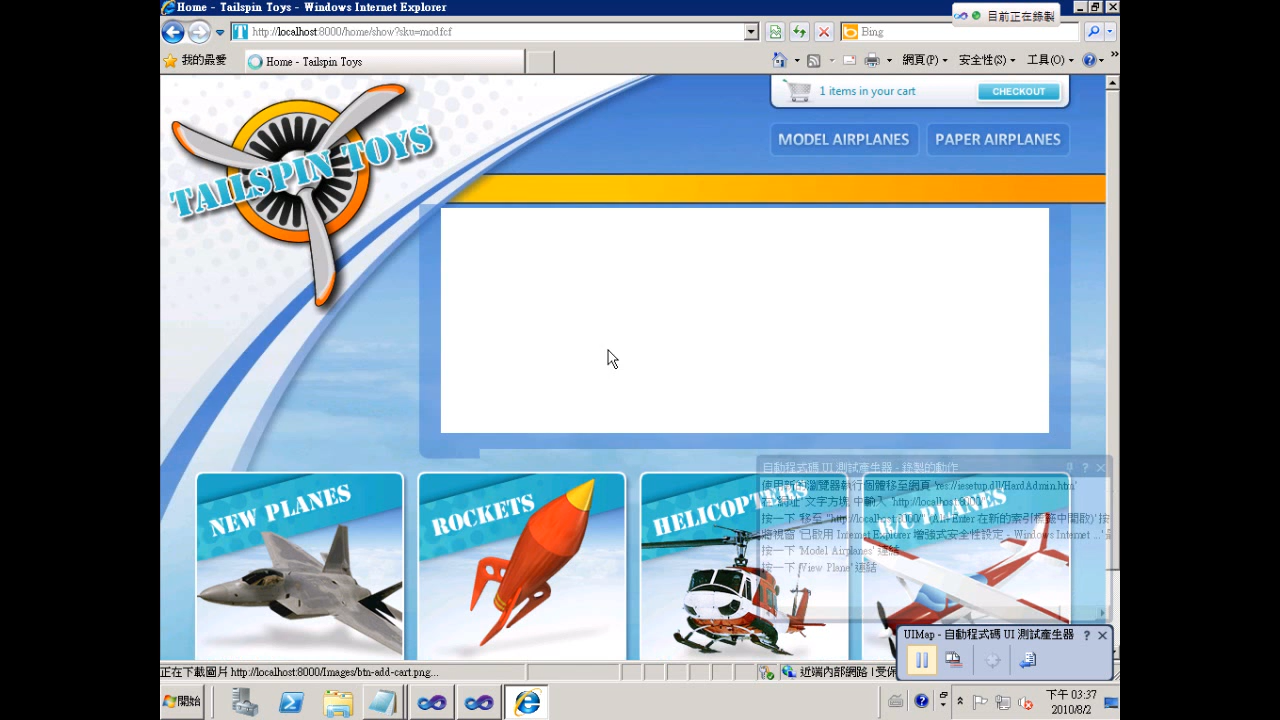 Home - Tailspin Toys - Windows Internet Explorer
目前正在錄製
http://localhost:8000/home/show?sku=modfcf
Bing
我的最愛
Home - Tailspin Toys
網頁(P)
安全性(S)
工具(O)
1 items in your cart
CHECKOUT
MODEL AIRPLANES
PAPER AIRPLANES
TAILSPIN TOYS
自動程式碼 UI 測試產生器 - 錄製的動作
按一下 'Model Airplanes' 連結
按一下 'View Plane' 連結
NEW PLANES
ROCKETS
UIMap - 自動程式碼 UI 測試產生器
正在下載圖片 http://localhost:8000/Images/btn-add-cart.png...
近端內部網路 | 受保
開始
下午 03:37
2010/8/2